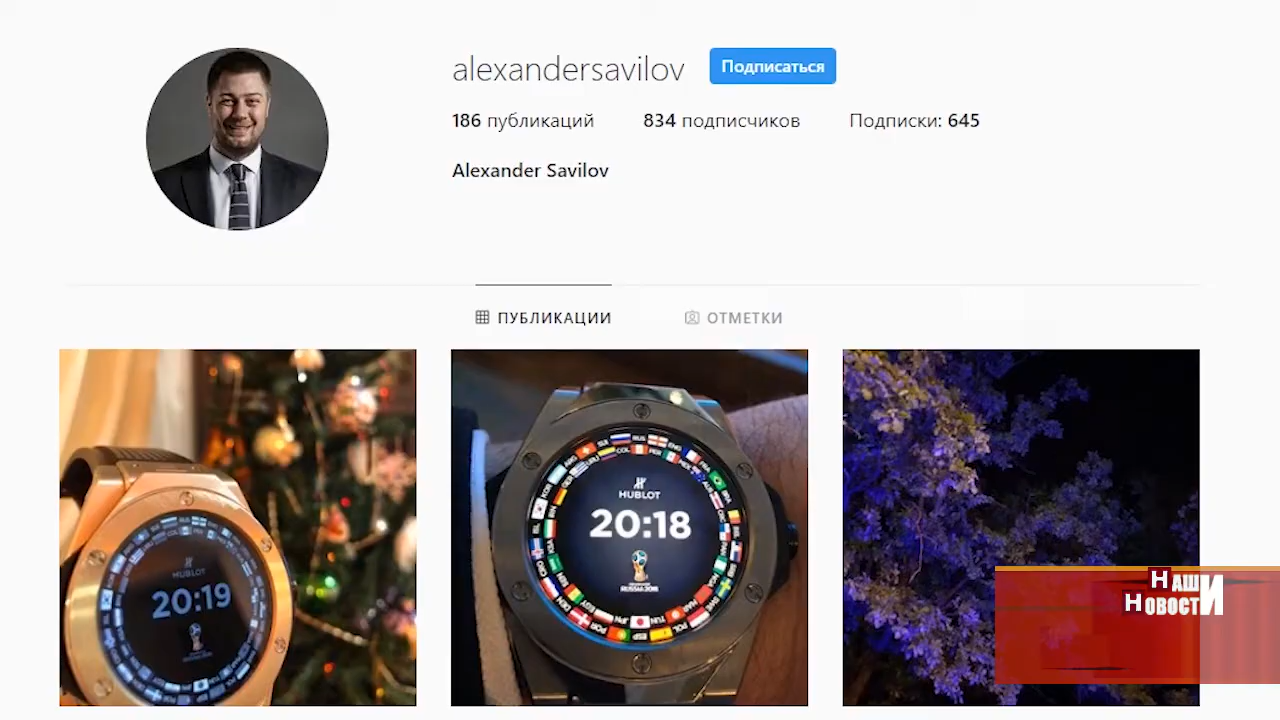 alexandersavilov
Подписаться
186 публикаций
834 подписчиков
Подписки: 645
Alexander Savilov
ПУБЛИКАЦИИ
ОТМЕТКИ
HUBLOT
20:19
HUBLOT
20:18
RUSSIA 2018
НАШИ
НОВОСТИ